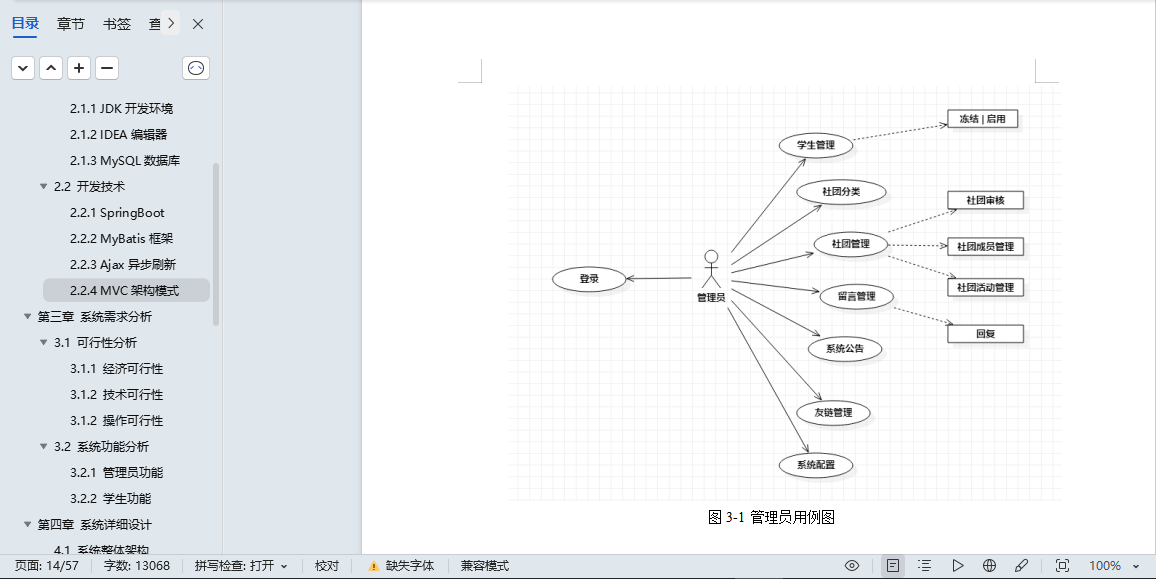 目录 章节 书签 查
2.1.1 JDK 开发环境
2.1.2 IDEA 编辑器
2.1.3 MySQL 数据库
2.2 开发技术
2.2.1 SpringBoot
2.2.2 MyBatis 框架
2.2.3 Ajax 异步刷新
2.2.4 MVC 架构模式
第三章 系统需求分析
3.1 可行性分析
3.1.1 经济可行性
3.1.2 技术可行性
3.1.2 操作可行性
3.2 系统功能分析
3.2.1 管理员功能
3.2.2 学生功能
第四章 系统详细设计
4.1 系统整体架构
冻结 | 启用
学生管理
社团分类
社团审核
社团管理
社团成员管理
登录
管理员
社团活动管理
留言管理
回复
系统公告
友链管理
系统配置
图 3-1 管理员用例图
页面: 14/57 字数: 13068 拼写检查: 打开 校对 缺失字体 兼容模式 100%